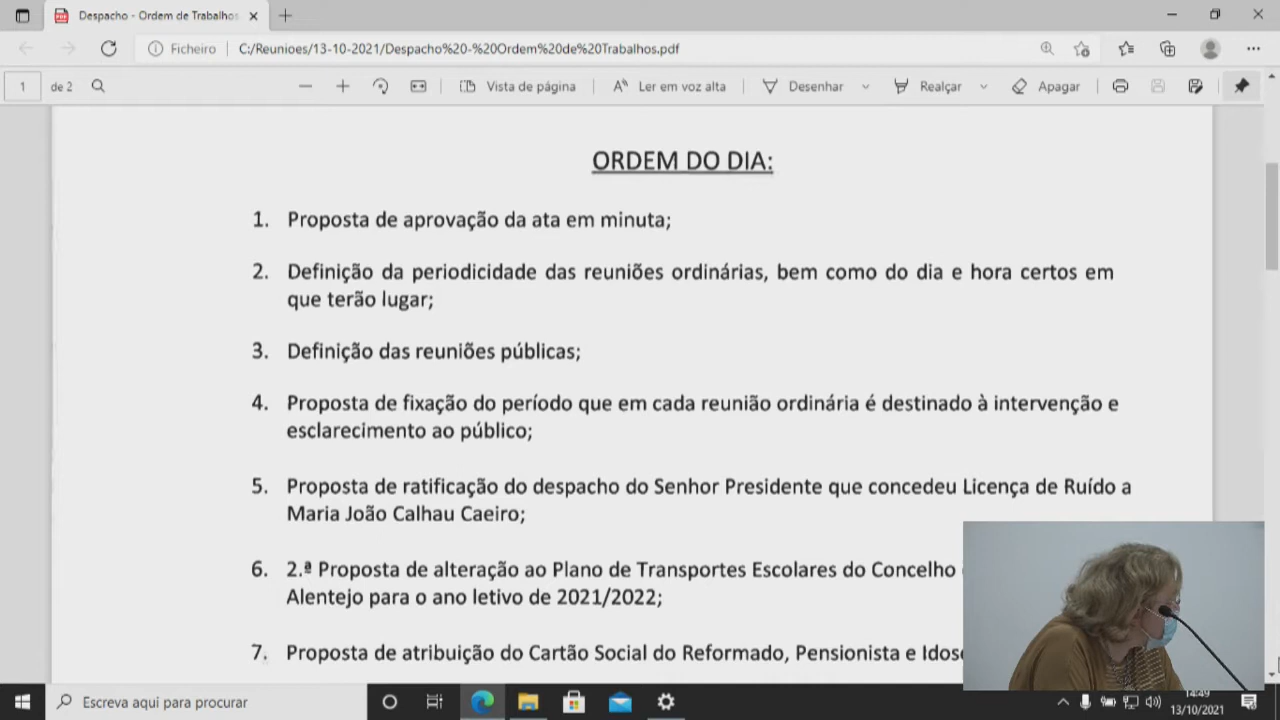 Despacho - Ordem de Trabalhos
Ficheiro C:/Reunioes/13-10-2021/Despacho%20-%20Ordem%20de%20Trabalhos.pdf
1 de 2 Vista de página Ler em voz alta Desenhar Realçar Apagar
ORDEM DO DIA:
1. Proposta de aprovação da ata em minuta;
2. Definição da periodicidade das reuniões ordinárias, bem como do dia e hora certos em
que terão lugar;
3. Definição das reuniões públicas;
4. Proposta de fixação do período que em cada reunião ordinária é destinado à intervenção e
esclarecimento ao público;
5. Proposta de ratificação do despacho do Senhor Presidente que concedeu Licença de Ruído a
Maria João Calhau Caeiro;
6. 2.ª Proposta de alteração ao Plano de Transportes Escolares do Concelho
Alentejo para o ano letivo de 2021/2022;
7. Proposta de atribuição do Cartão Social do Reformado, Pensionista e
Escreva aqui para procurar
14:49
13/10/2021